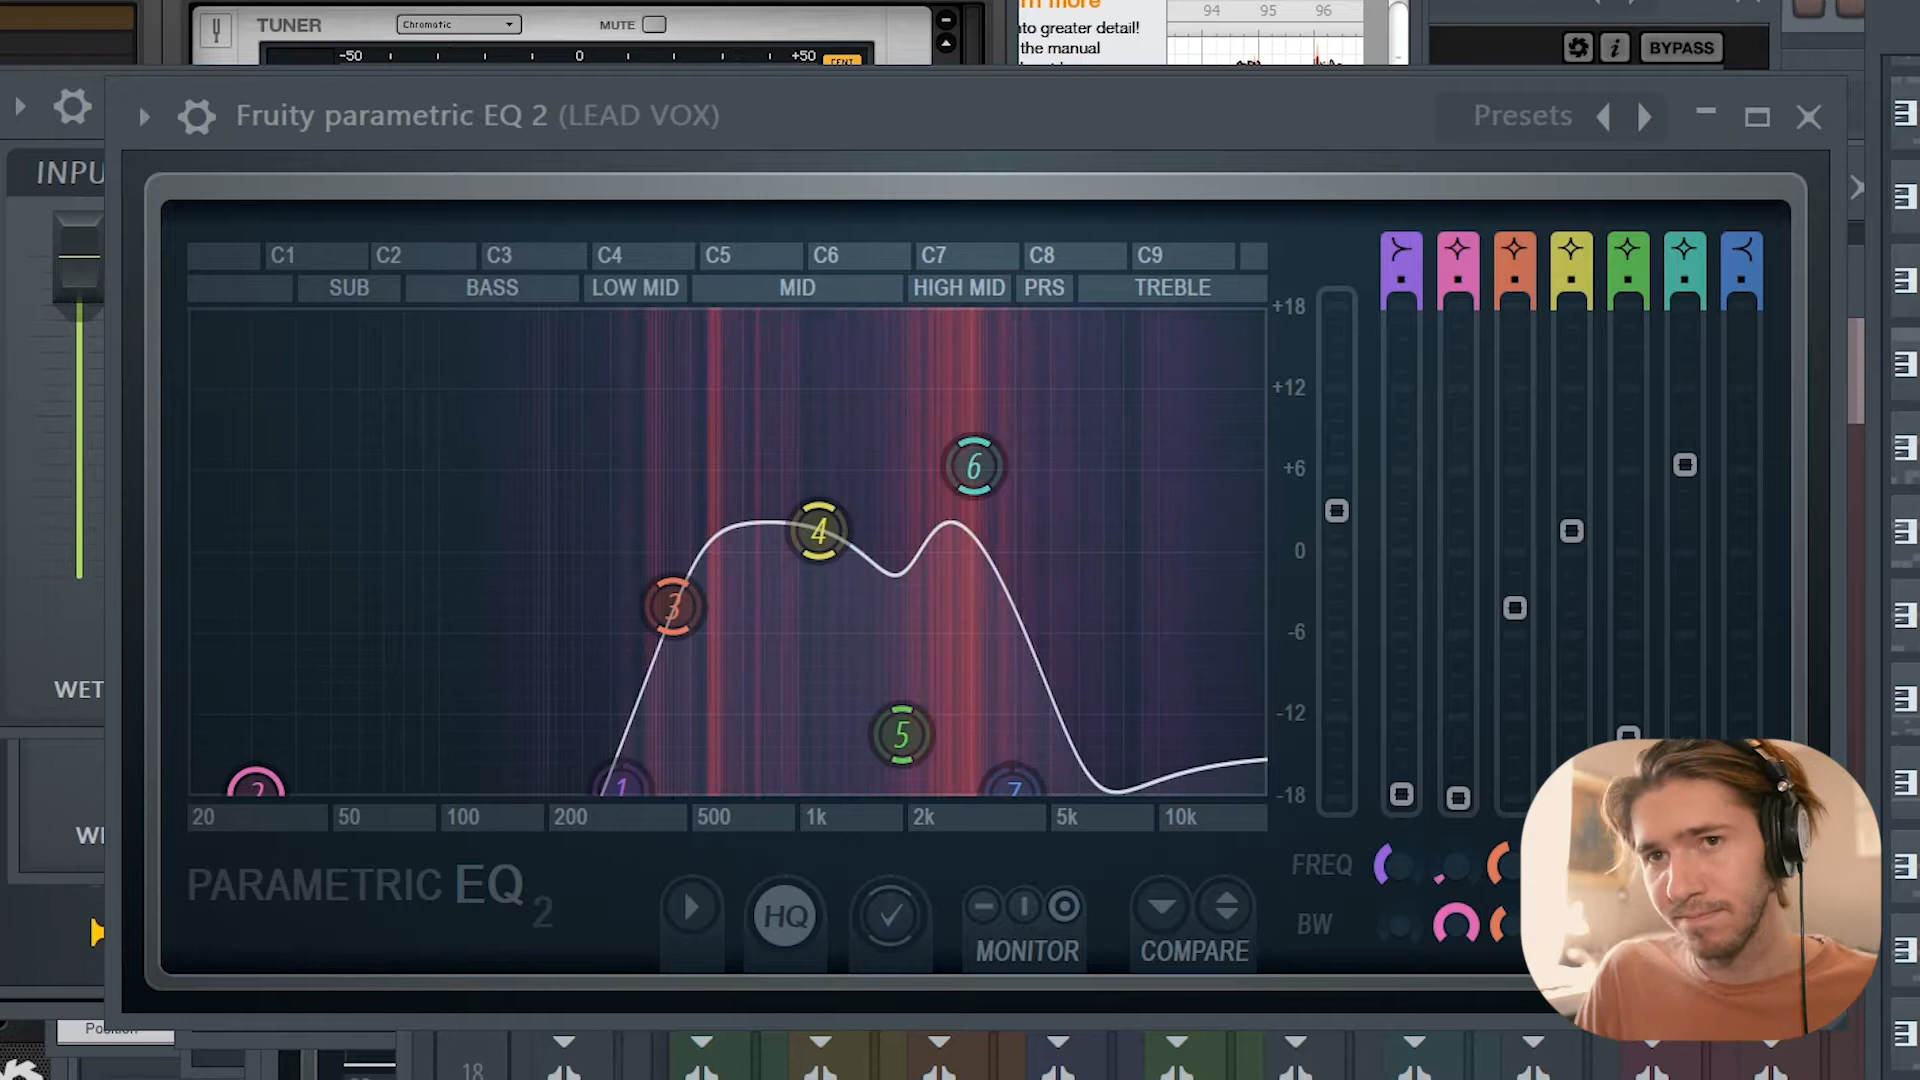 TUNER
Chromatic
MUTE
-50
0
+50
CENT
to greater detail!
the manual
94
95
96
BYPASS
Fruity parametric EQ 2 (LEAD VOX)
Presets
C1
C2
C3
C4
C5
C6
C7
C8
C9
SUB
BASS
LOW MID
MID
HIGH MID
PRS
TREBLE
+18
+12
+6
0
-6
-12
-18
6
4
3
5
2
1
7
20
50
100
200
500
1k
2k
5k
10k
PARAMETRIC EQ 2
HQ
MONITOR
COMPARE
FREQ
BW
WET
18